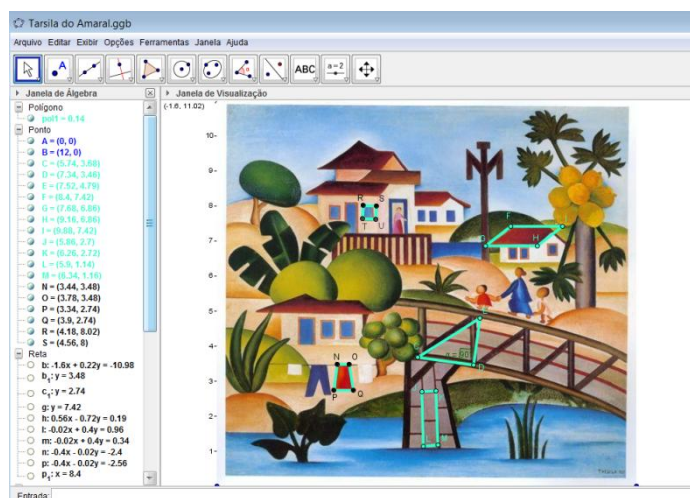 Tarsila do Amaral.ggb
Arquivo Editar Exibir Opções Ferramentas Janela Ajuda
A
ABC
a=2
Janela de Álgebra
Janela de Visualização
Polígono
pol1 = 0.14
Ponto
A = (0, 0)
B = (12, 0)
C = (5.74, 3.68)
D = (7.34, 3.46)
E = (7.52, 4.79)
F = (8.4, 7.42)
G = (7.68, 6.86)
H = (9.16, 6.86)
I = (9.88, 7.42)
J = (5.86, 2.7)
K = (6.26, 2.72)
L = (5.9, 1.14)
M = (6.34, 1.16)
N = (3.44, 3.48)
O = (3.78, 3.48)
P = (3.34, 2.74)
Q = (3.9, 2.74)
R = (4.18, 8.02)
S = (4.56, 8)
Reta
b: -1.6x + 0.22y = -10.98
b₁: y = 3.48
c₁: y = 2.74
g: y = 7.42
h: 0.56x - 0.72y = 0.19
l: -0.02x + 0.4y = 0.96
m: -0.02x + 0.4y = 0.34
n: -0.4x - 0.02y = -2.4
p: -0.4x - 0.02y = -2.56
p₁: x = 8.4
(-1.6, 11.02)
10
9
8
7
6
5
4
3
2
1
R S
T U
F
H
E
D
N O
P Q
L M
Entrada: